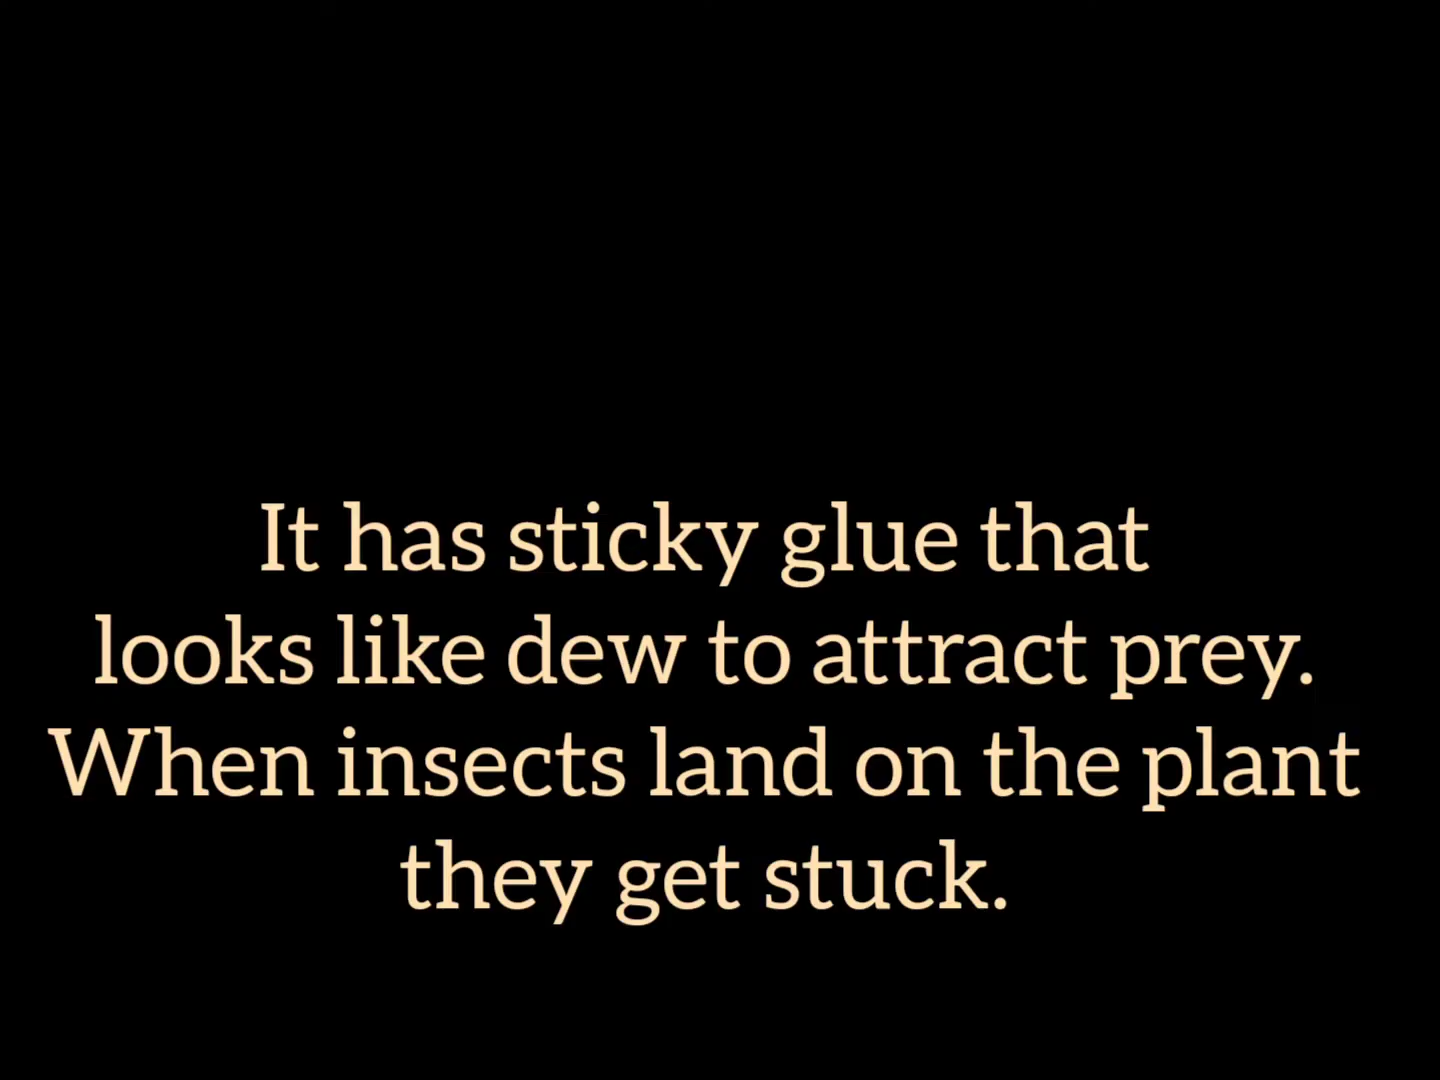 It has sticky glue that
looks like dew to attract prey.
When insects land on the plant
they get stuck.